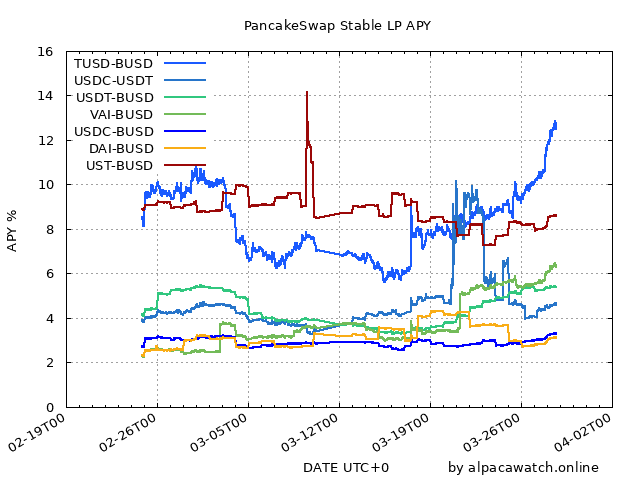 PancakeSwap Stable LP APY
16
14
12
10
8
6
4
2
0
APY %
TUSD-BUSD
USDC-USDT
USDT-BUSD
VAI-BUSD
USDC-BUSD
DAI-BUSD
UST-BUSD
02-19T00
02-26T00
03-05T00
03-12T00
03-19T00
03-26T00
04-02T00
DATE UTC+0
by alpacawatch.online